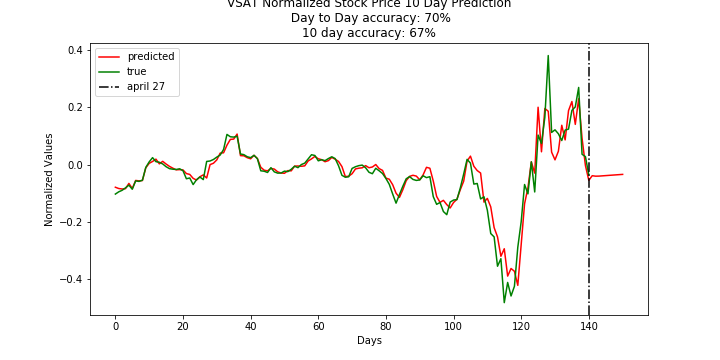 VSAT Normalized Stock Price 10 Day Prediction
Day to Day accuracy: 70%
10 day accuracy: 67%
predicted
true
april 27
Normalized Values
0.4
0.2
0.0
−0.2
−0.4
0 20 40 60 80 100 120 140
Days